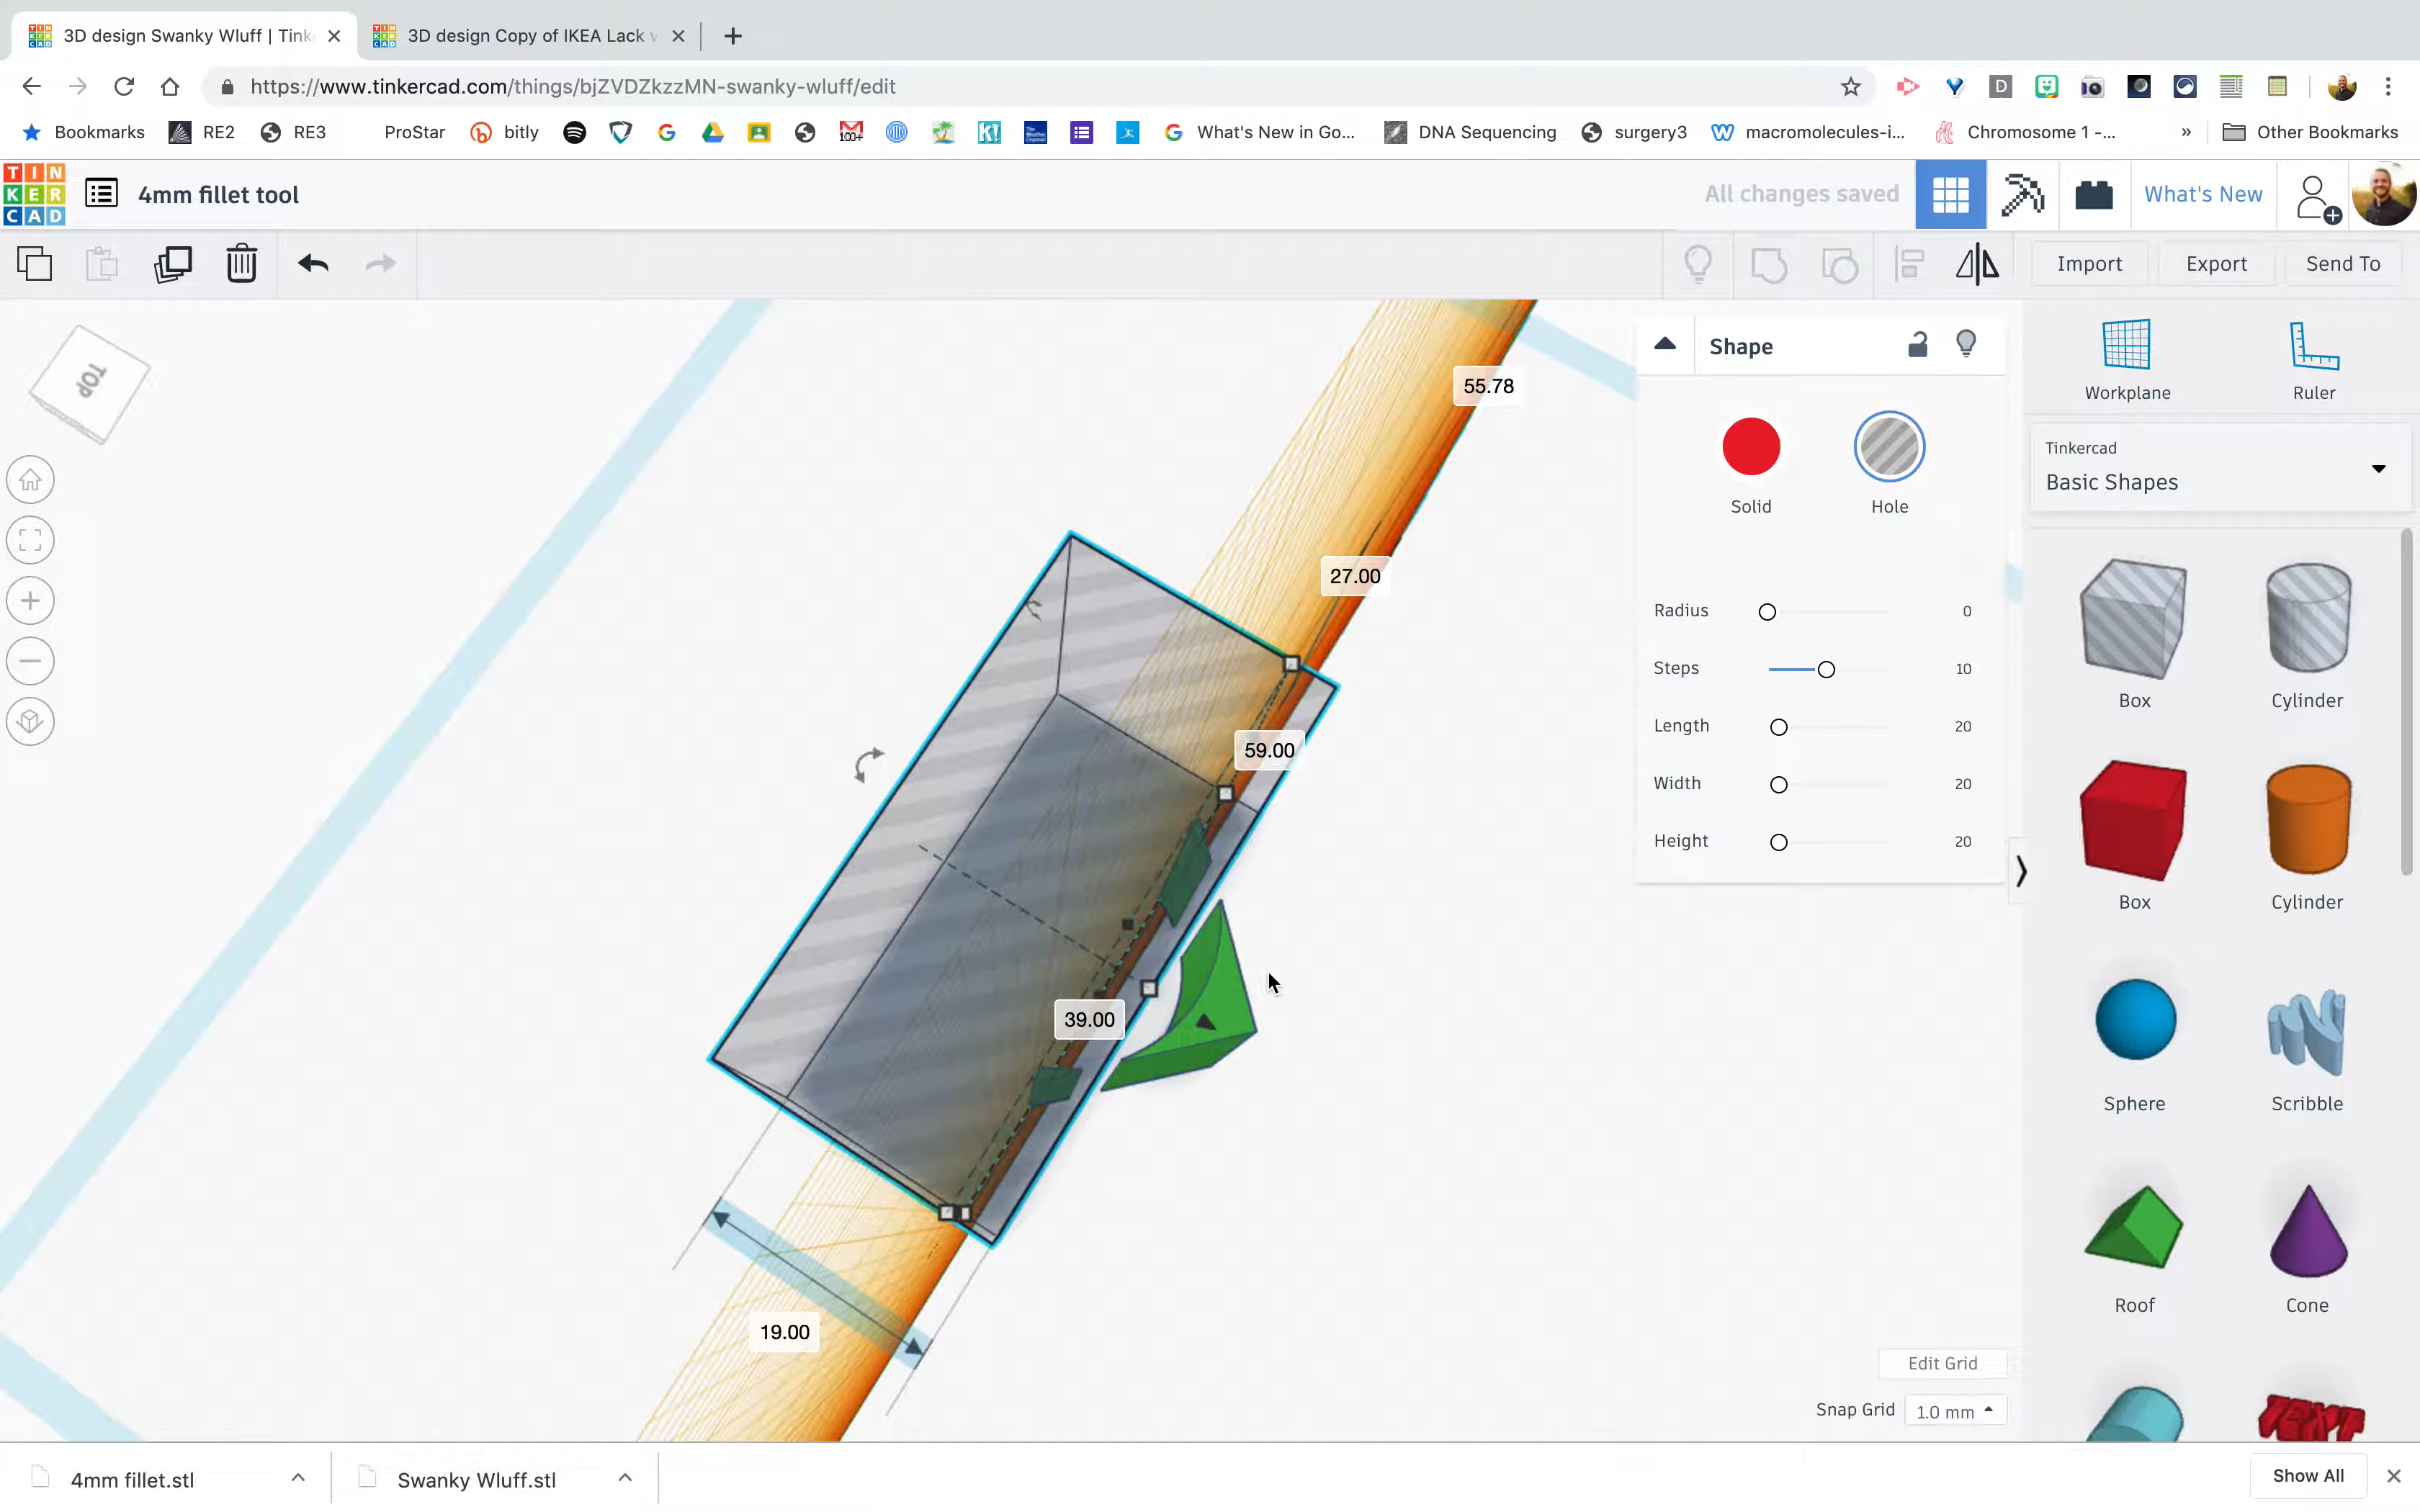 3D design Swanky Wluff | Tink
3D design Copy of IKEA Lack
https://www.tinkercad.com/things/bjZVDZkzzMN-swanky-wluff/edit
Bookmarks RE2 RE3 ProStar bitly What's New in Go... DNA Sequencing surgery3 macromolecules-i... Chromosome 1 -... » Other Bookmarks
TIN
KER
CAD
4mm fillet tool
All changes saved
What's New
Import Export Send To
TOP
Shape
Solid Hole
Radius 0
Steps 10
Length 20
Width 20
Height 20
55.78
27.00
59.00
39.00
19.00
Workplane Ruler
Tinkercad
Basic Shapes
Box Cylinder
Box Cylinder
Sphere Scribble
Roof Cone
TEXT
Edit Grid
Snap Grid 1.0 mm
4mm fillet.stl
Swanky Wluff.stl
Show All